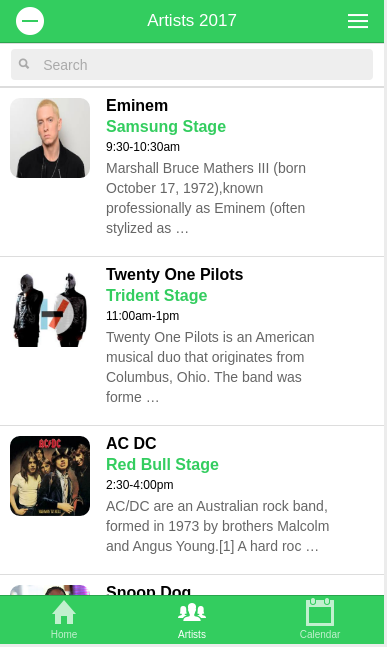 Artists 2017
Search
Eminem
Samsung Stage
9:30-10:30am
Marshall Bruce Mathers III (born
October 17, 1972),known
professionally as Eminem (often
stylized as …
Twenty One Pilots
Trident Stage
11:00am-1pm
Twenty One Pilots is an American
musical duo that originates from
Columbus, Ohio. The band was
forme …
AC/DC
AC DC
Red Bull Stage
2:30-4:00pm
AC/DC are an Australian rock band,
formed in 1973 by brothers Malcolm
and Angus Young.[1] A hard roc …
Snoop Dog
Home
Artists
Calendar